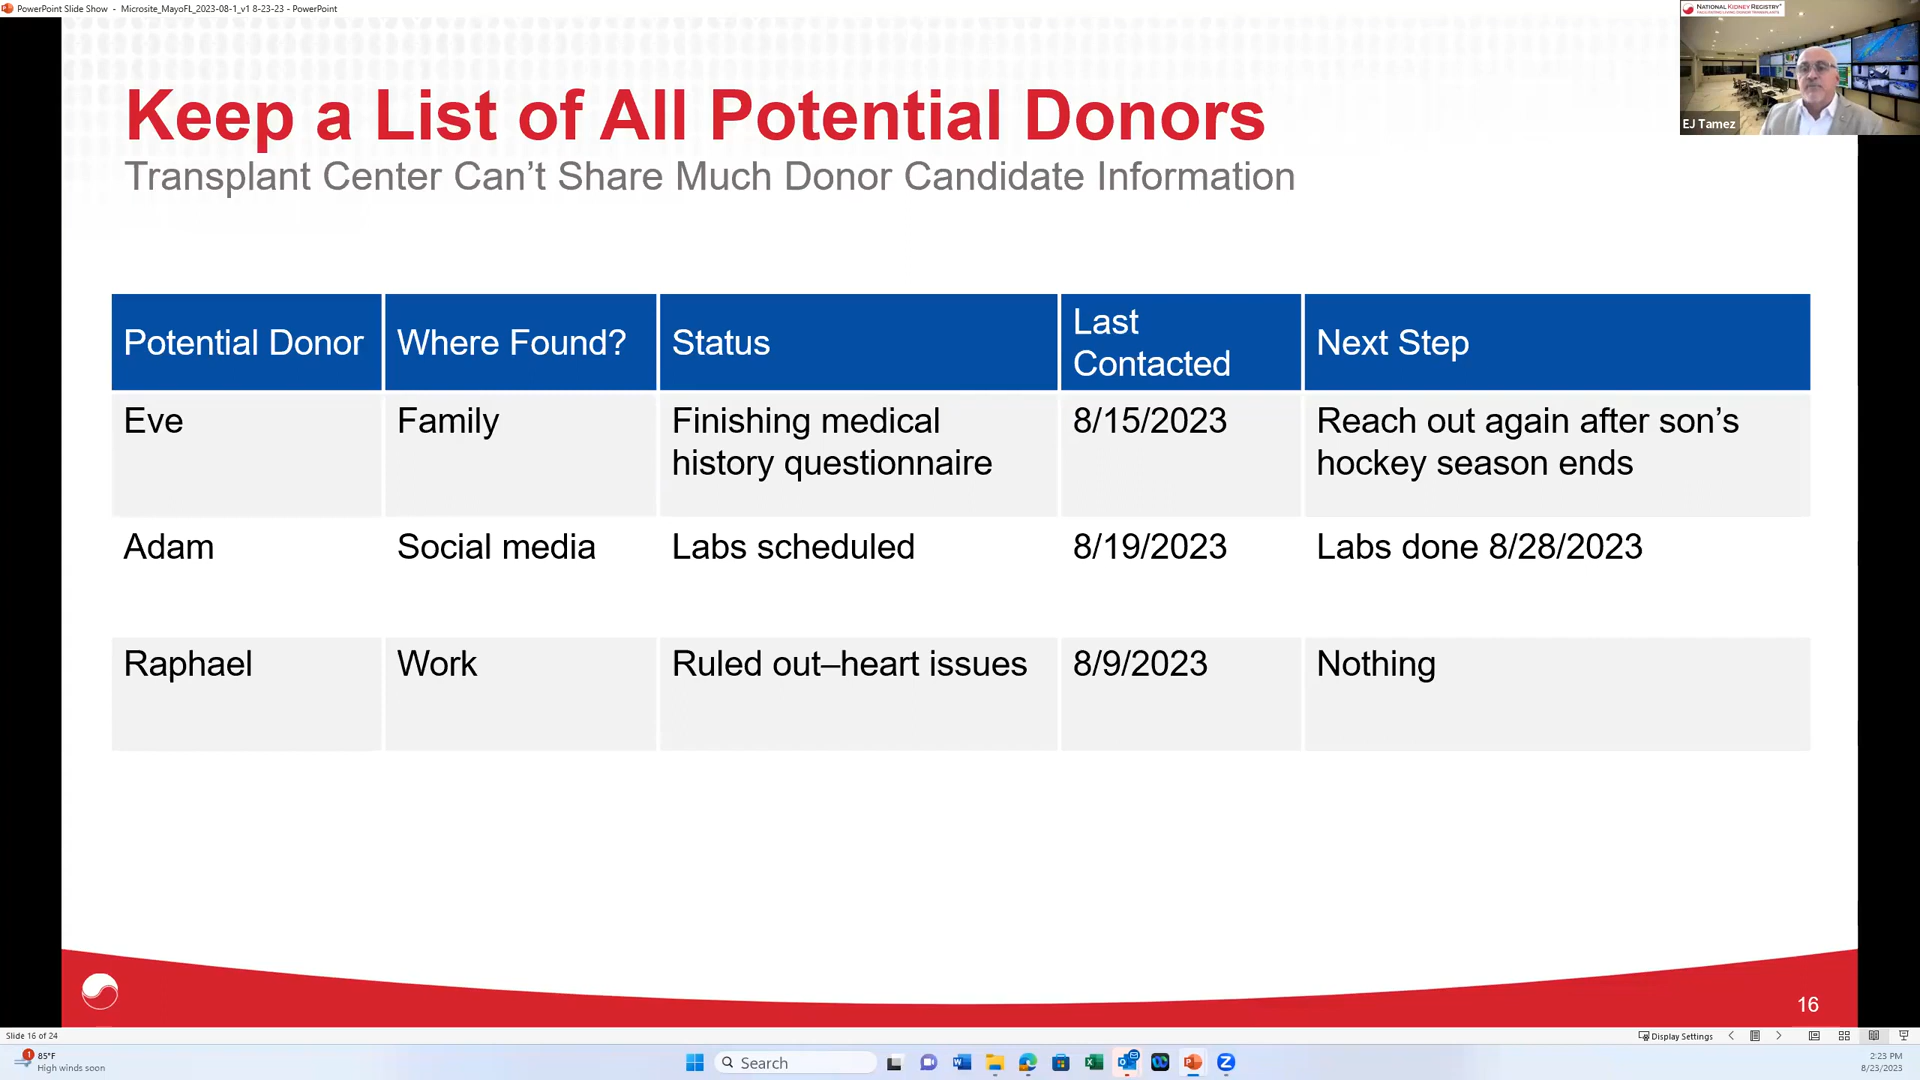 PowerPoint Slide Show - Microsite_MayoFL_2023-08-1_v1 8-23-23 - PowerPoint
NATIONAL KIDNEY REGISTRY
EJ Tamez
Keep a List of All Potential Donors
Transplant Center Can’t Share Much Donor Candidate Information
Potential Donor Where Found? Status Last Contacted Next Step
Eve Family Finishing medical history questionnaire 8/15/2023 Reach out again after son’s hockey season ends
Adam Social media Labs scheduled 8/19/2023 Labs done 8/28/2023
Raphael Work Ruled out–heart issues 8/9/2023 Nothing
16
Slide 16 of 24
Display Settings
1
85°F
High winds soon
Search
2:23 PM
8/23/2023